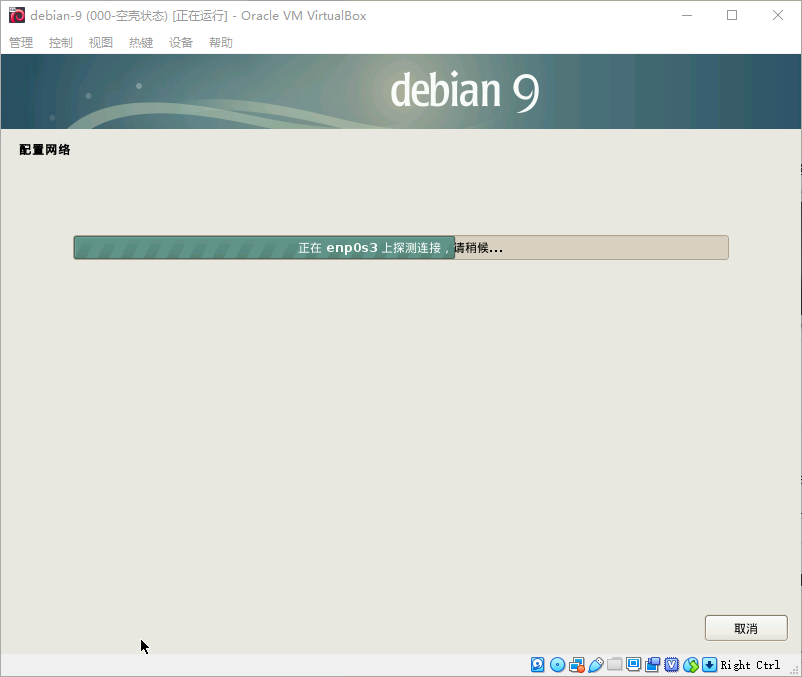 debian-9 (000-空壳状态) [正在运行] - Oracle VM VirtualBox
管理 控制 视图 热键 设备 帮助
debian 9
配置网络
正在 enp0s3 上探测连接，请稍候...
取消
Right Ctrl